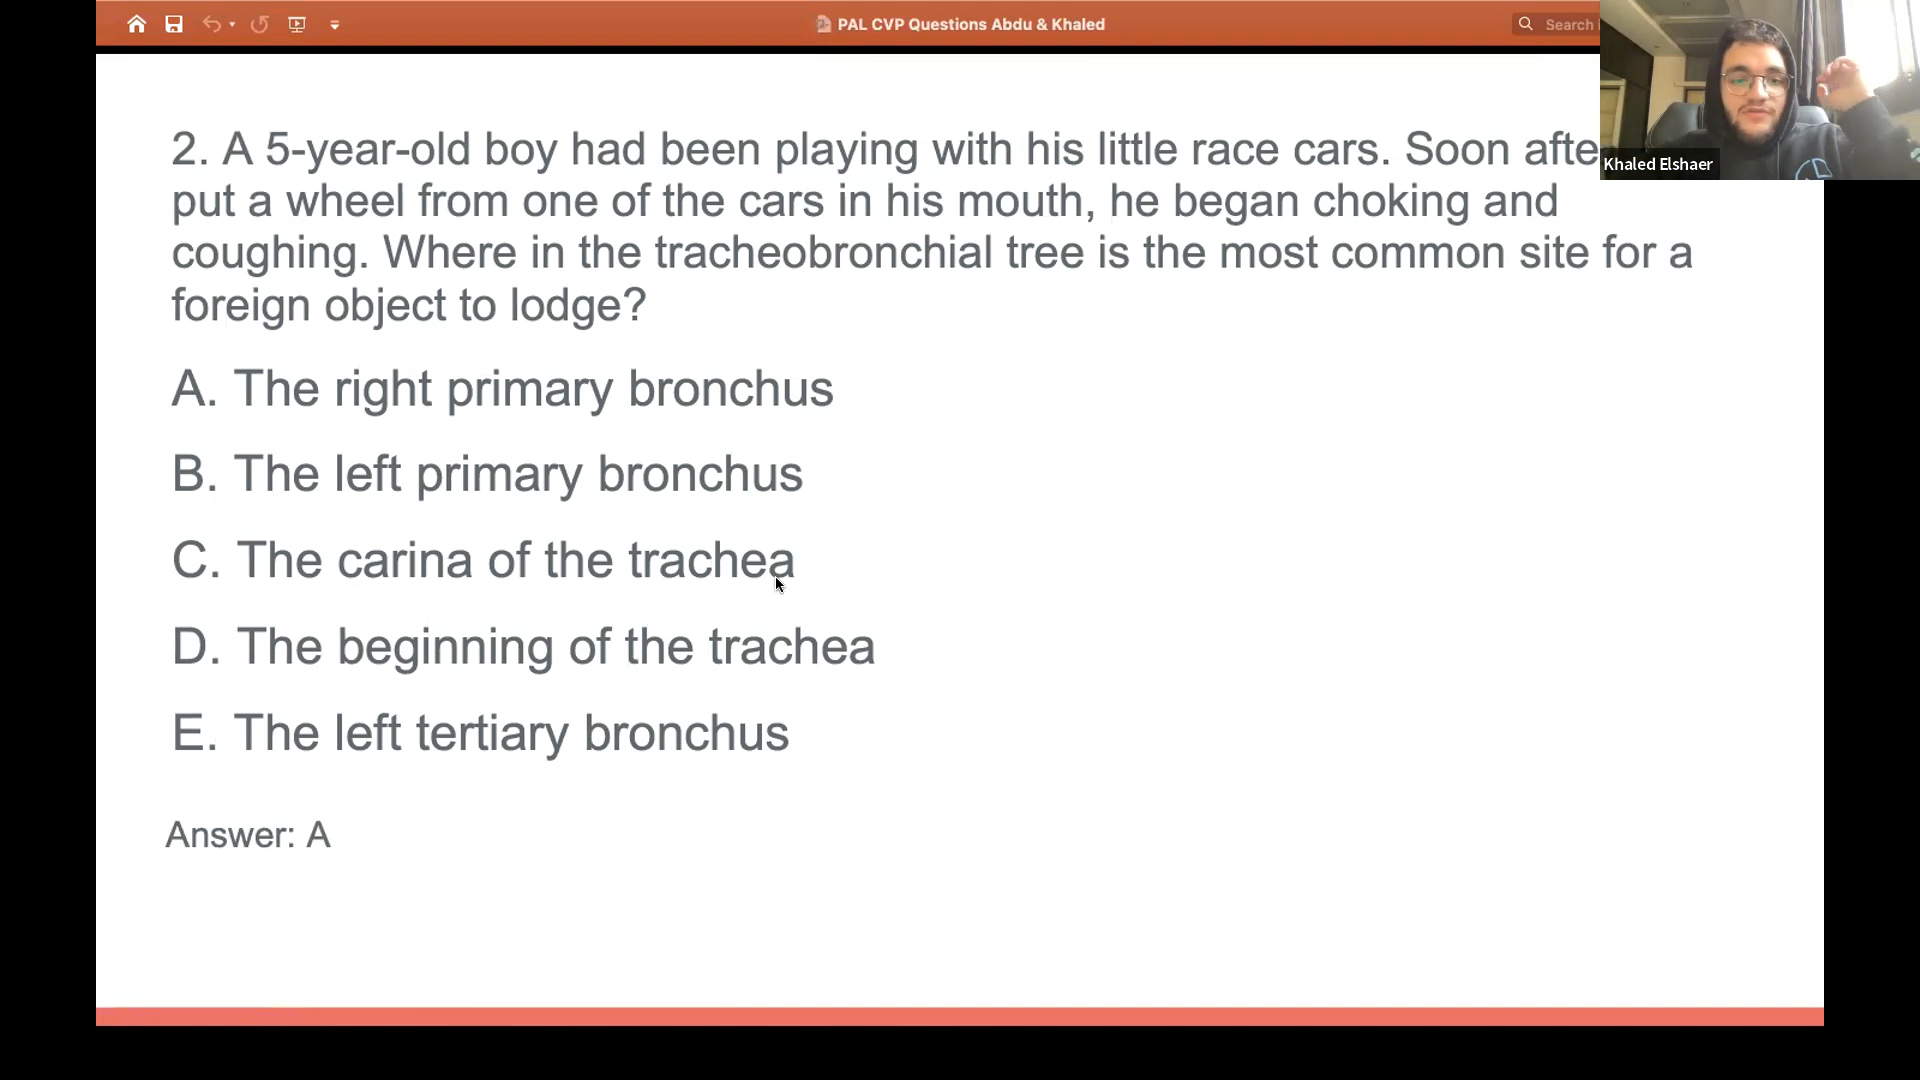 PAL CVP Questions Abdu & Khaled
Search
Khaled Elshaer
2. A 5-year-old boy had been playing with his little race cars. Soon afte
put a wheel from one of the cars in his mouth, he began choking and
coughing. Where in the tracheobronchial tree is the most common site for a
foreign object to lodge?
A. The right primary bronchus
B. The left primary bronchus
C. The carina of the trachea
D. The beginning of the trachea
E. The left tertiary bronchus
Answer: A